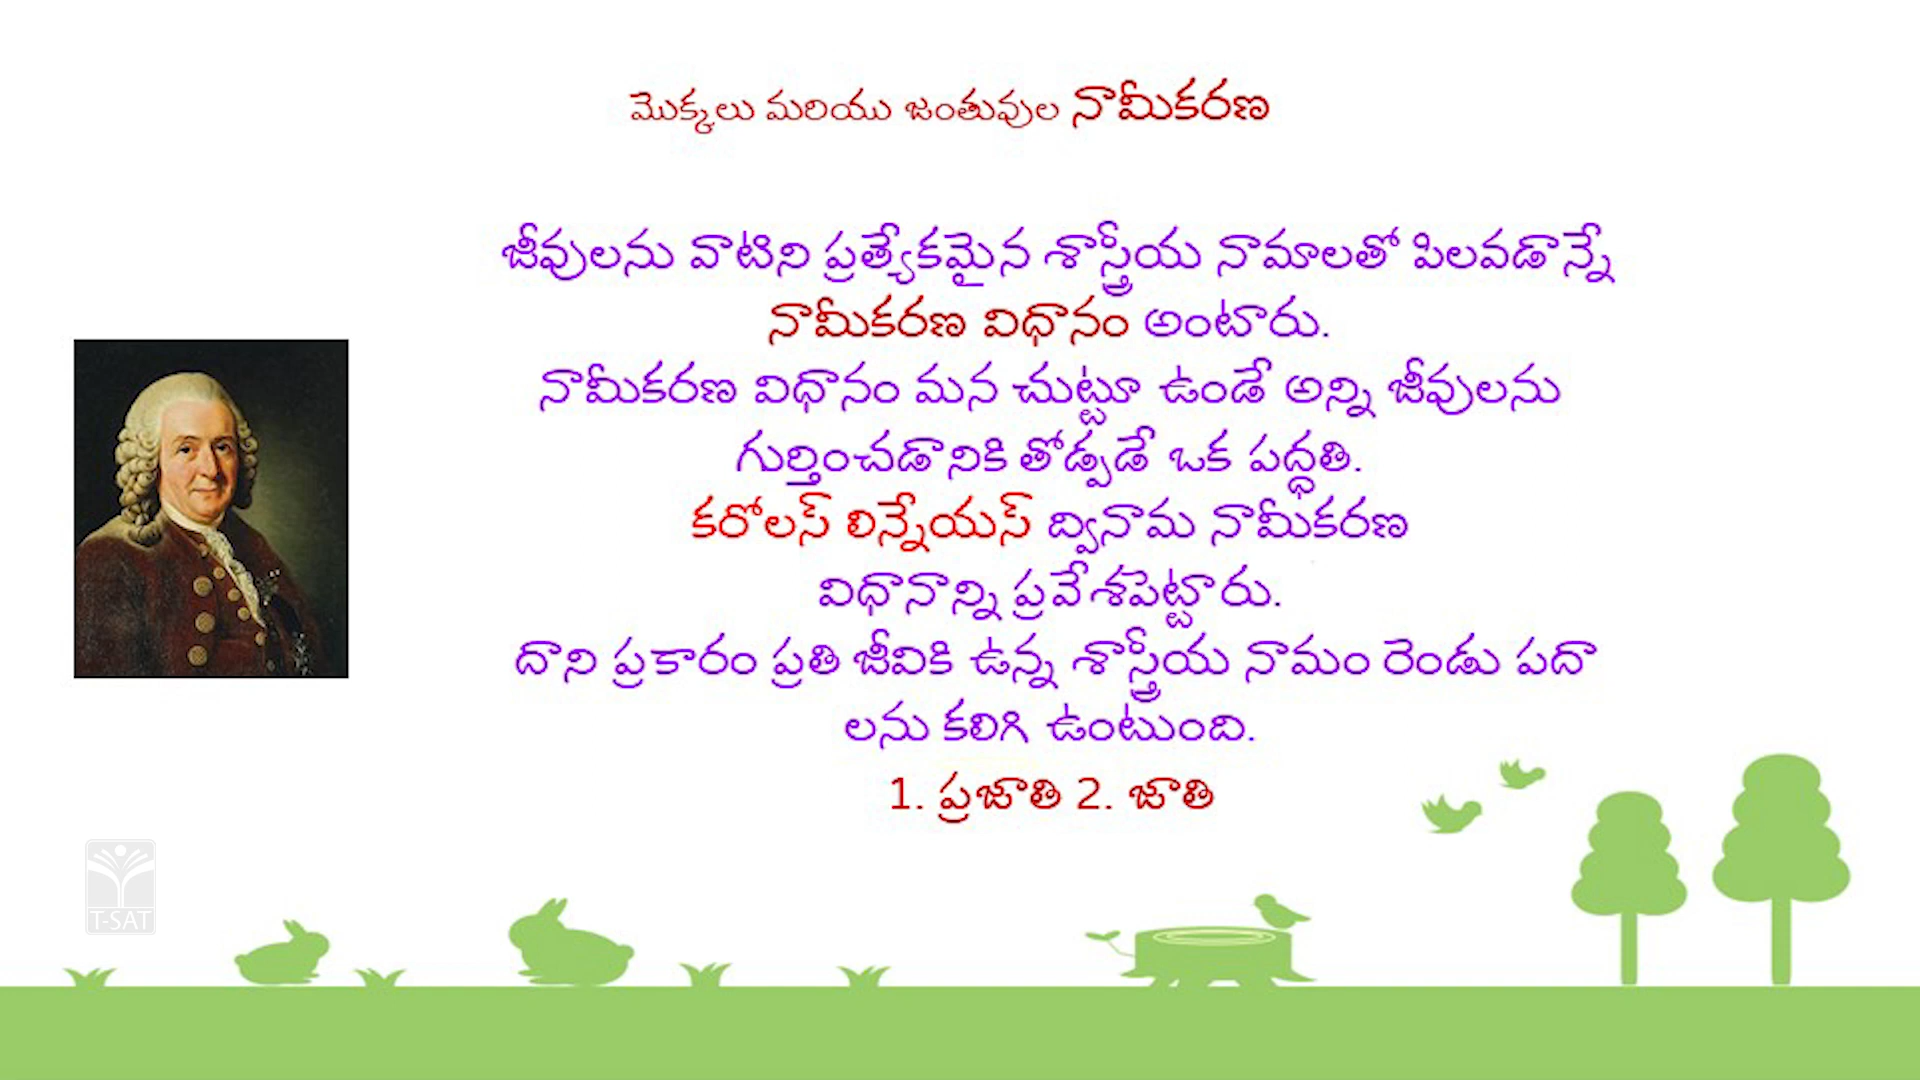 మొక్కలు మరియు జంతువుల నామీకరణ
జీవులను వాటిని ప్రత్యేకమైన శాస్త్రీయ నామాలతో పిలవడాన్నే
నామీకరణ విధానం అంటారు.
నామీకరణ విధానం మన చుట్టూ ఉండే అన్ని జీవులను
గుర్తించడానికి తోడ్పడే ఒక పద్ధతి.
కరోలస్ లిన్నేయస్ ద్వినామ నామీకరణ
విధానాన్ని ప్రవేశపెట్టారు.
దాని ప్రకారం ప్రతి జీవికి ఉన్న శాస్త్రీయ నామం రెండు పదా
లను కలిగి ఉంటుంది.
1. ప్రజాతి 2. జాతి
T-SAT